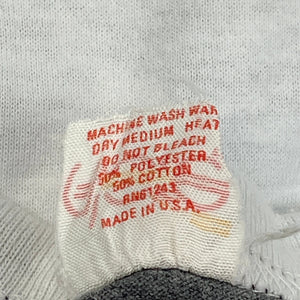 MACHINE WASH WAR
DRY MEDIUM HEAT
DO NOT BLEACH
50% POLYESTER
50% COTTON
RN61243
MADE IN U.S.A.